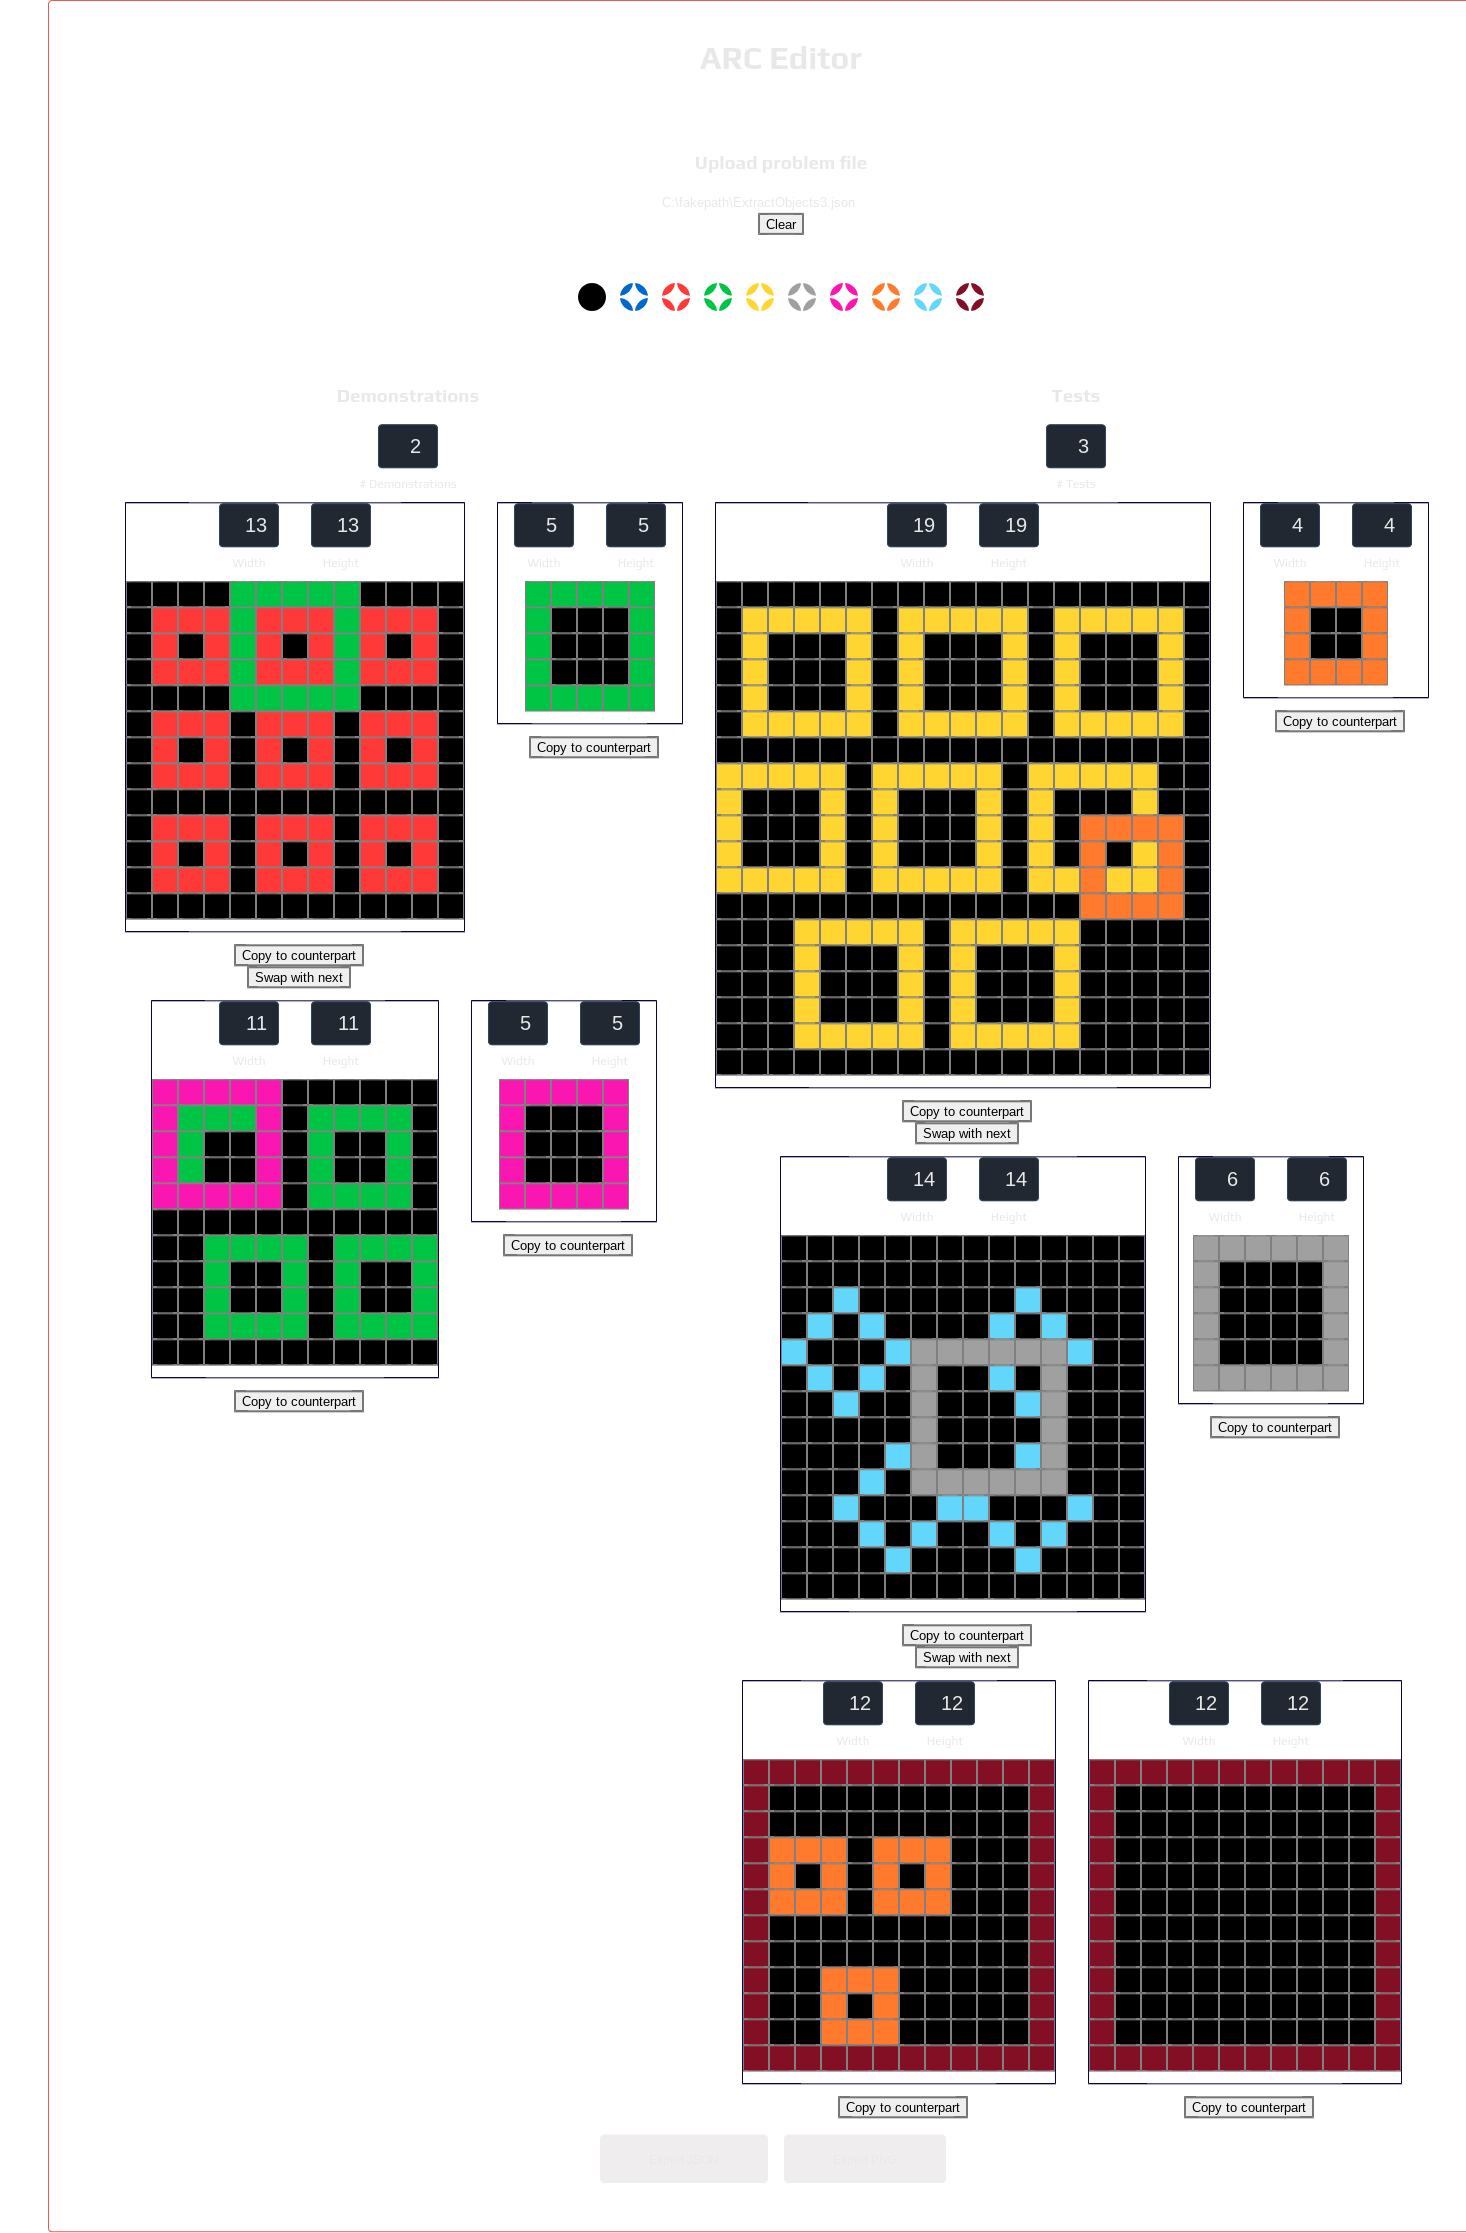 ARC Editor
Upload problem file
C:\fakepath\ExtractObjects3.json
Clear
Demonstrations
2
# Demonstrations
13 13
Width Height
Copy to counterpart
Swap with next
5 5
Width Height
Copy to counterpart
11 11
Width Height
Copy to counterpart
5 5
Width Height
Copy to counterpart
Tests
3
# Tests
19 19
Width Height
Copy to counterpart
Swap with next
4 4
Width Height
Copy to counterpart
14 14
Width Height
Copy to counterpart
Swap with next
6 6
Width Height
Copy to counterpart
12 12
Width Height
Copy to counterpart
12 12
Width Height
Copy to counterpart
Export JSON
Export PNG